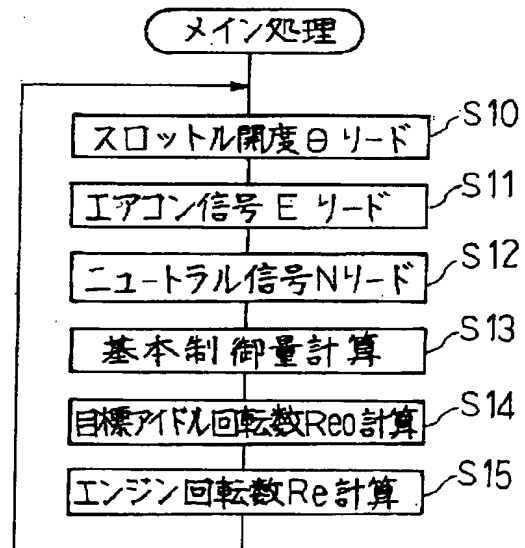 メイン処理
スロットル開度θリード S10
エアコン信号Eリード S11
ニュートラル信号Nリード S12
基本制御量計算 S13
目標アイドル回転数Reo計算 S14
エンジン回転数Re計算 S15